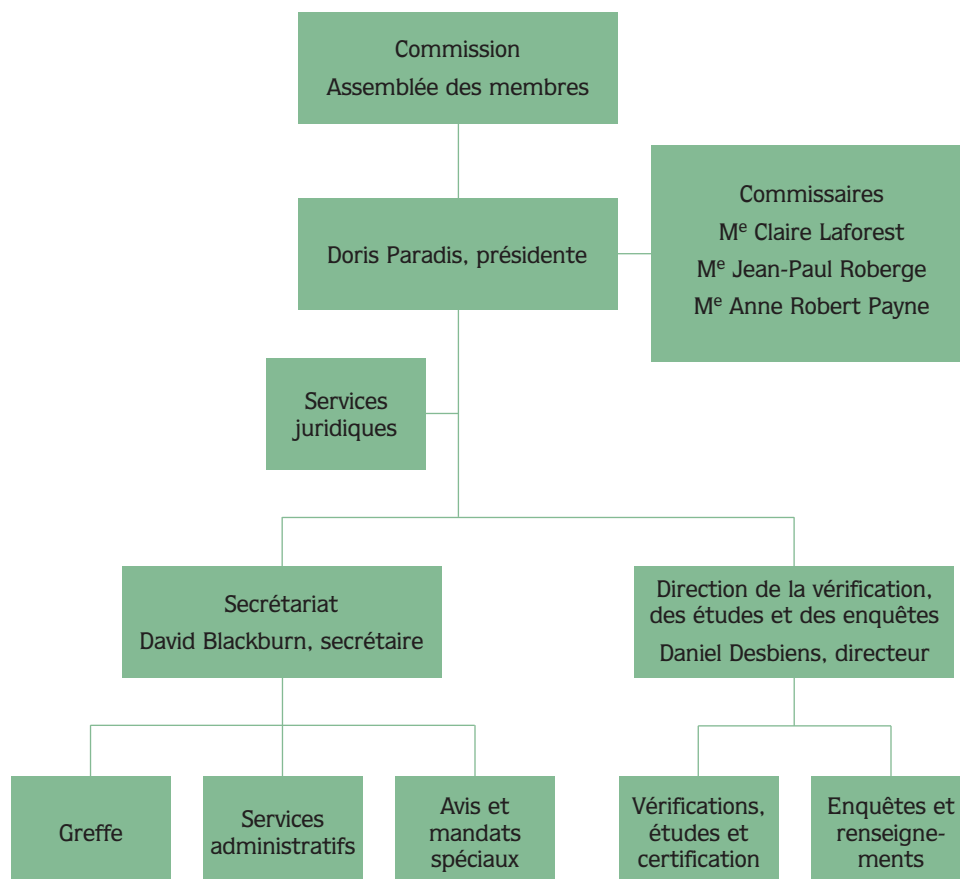 Commission
Assemblée des membres
Doris Paradis, présidente
Commissaires
Me Claire Laforest
Me Jean-Paul Roberge
Me Anne Robert Payne
Services
juridiques
Secrétariat
David Blackburn, secrétaire
Direction de la vérification,
des études et des enquêtes
Daniel Desbiens, directeur
Greffe
Services
administratifs
Avis et
mandats
spéciaux
Vérifications,
études et
certification
Enquêtes et
renseigne-
ments